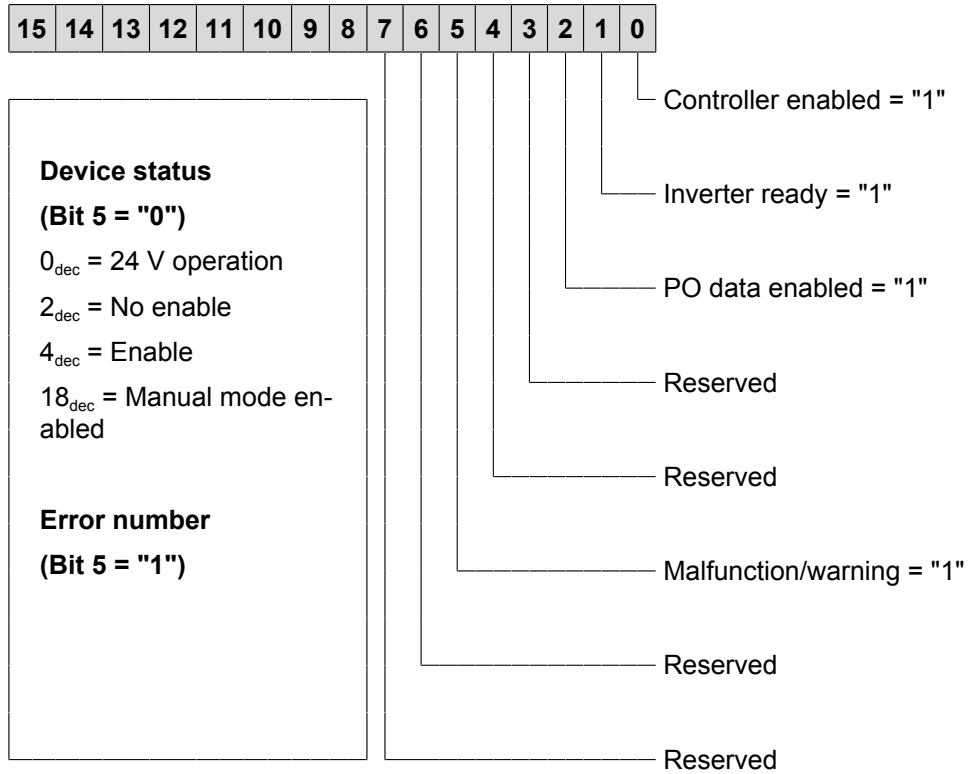 15 14 13 12 11 10 9 8 7 6 5 4 3 2 1 0
Controller enabled = "1"
Device status
(Bit 5 = "0")
0dec = 24 V operation
2dec = No enable
4dec = Enable
18dec = Manual mode en-
abled
Error number
(Bit 5 = "1")
Inverter ready = "1"
PO data enabled = "1"
Reserved
Reserved
Malfunction/warning = "1"
Reserved
Reserved